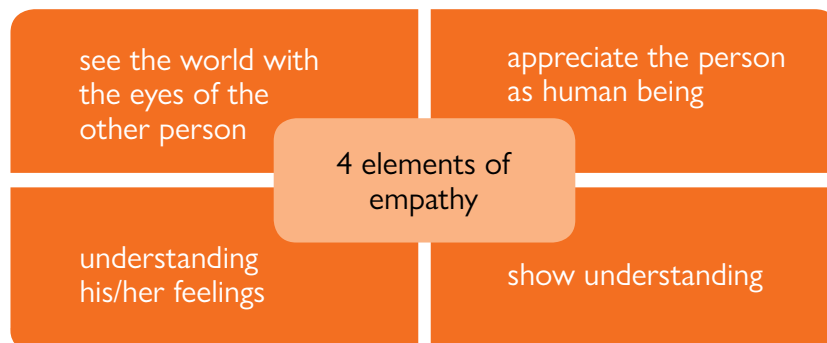 see the world with
the eyes of the
other person
appreciate the person
as human being
4 elements of
empathy
understanding
his/her feelings
show understanding